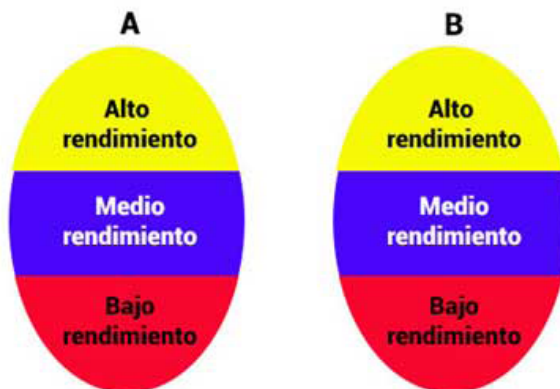 A
Alto
rendimiento
Medio
rendimiento
Bajo
rendimiento
B
Alto
rendimiento
Medio
rendimiento
Bajo
rendimiento